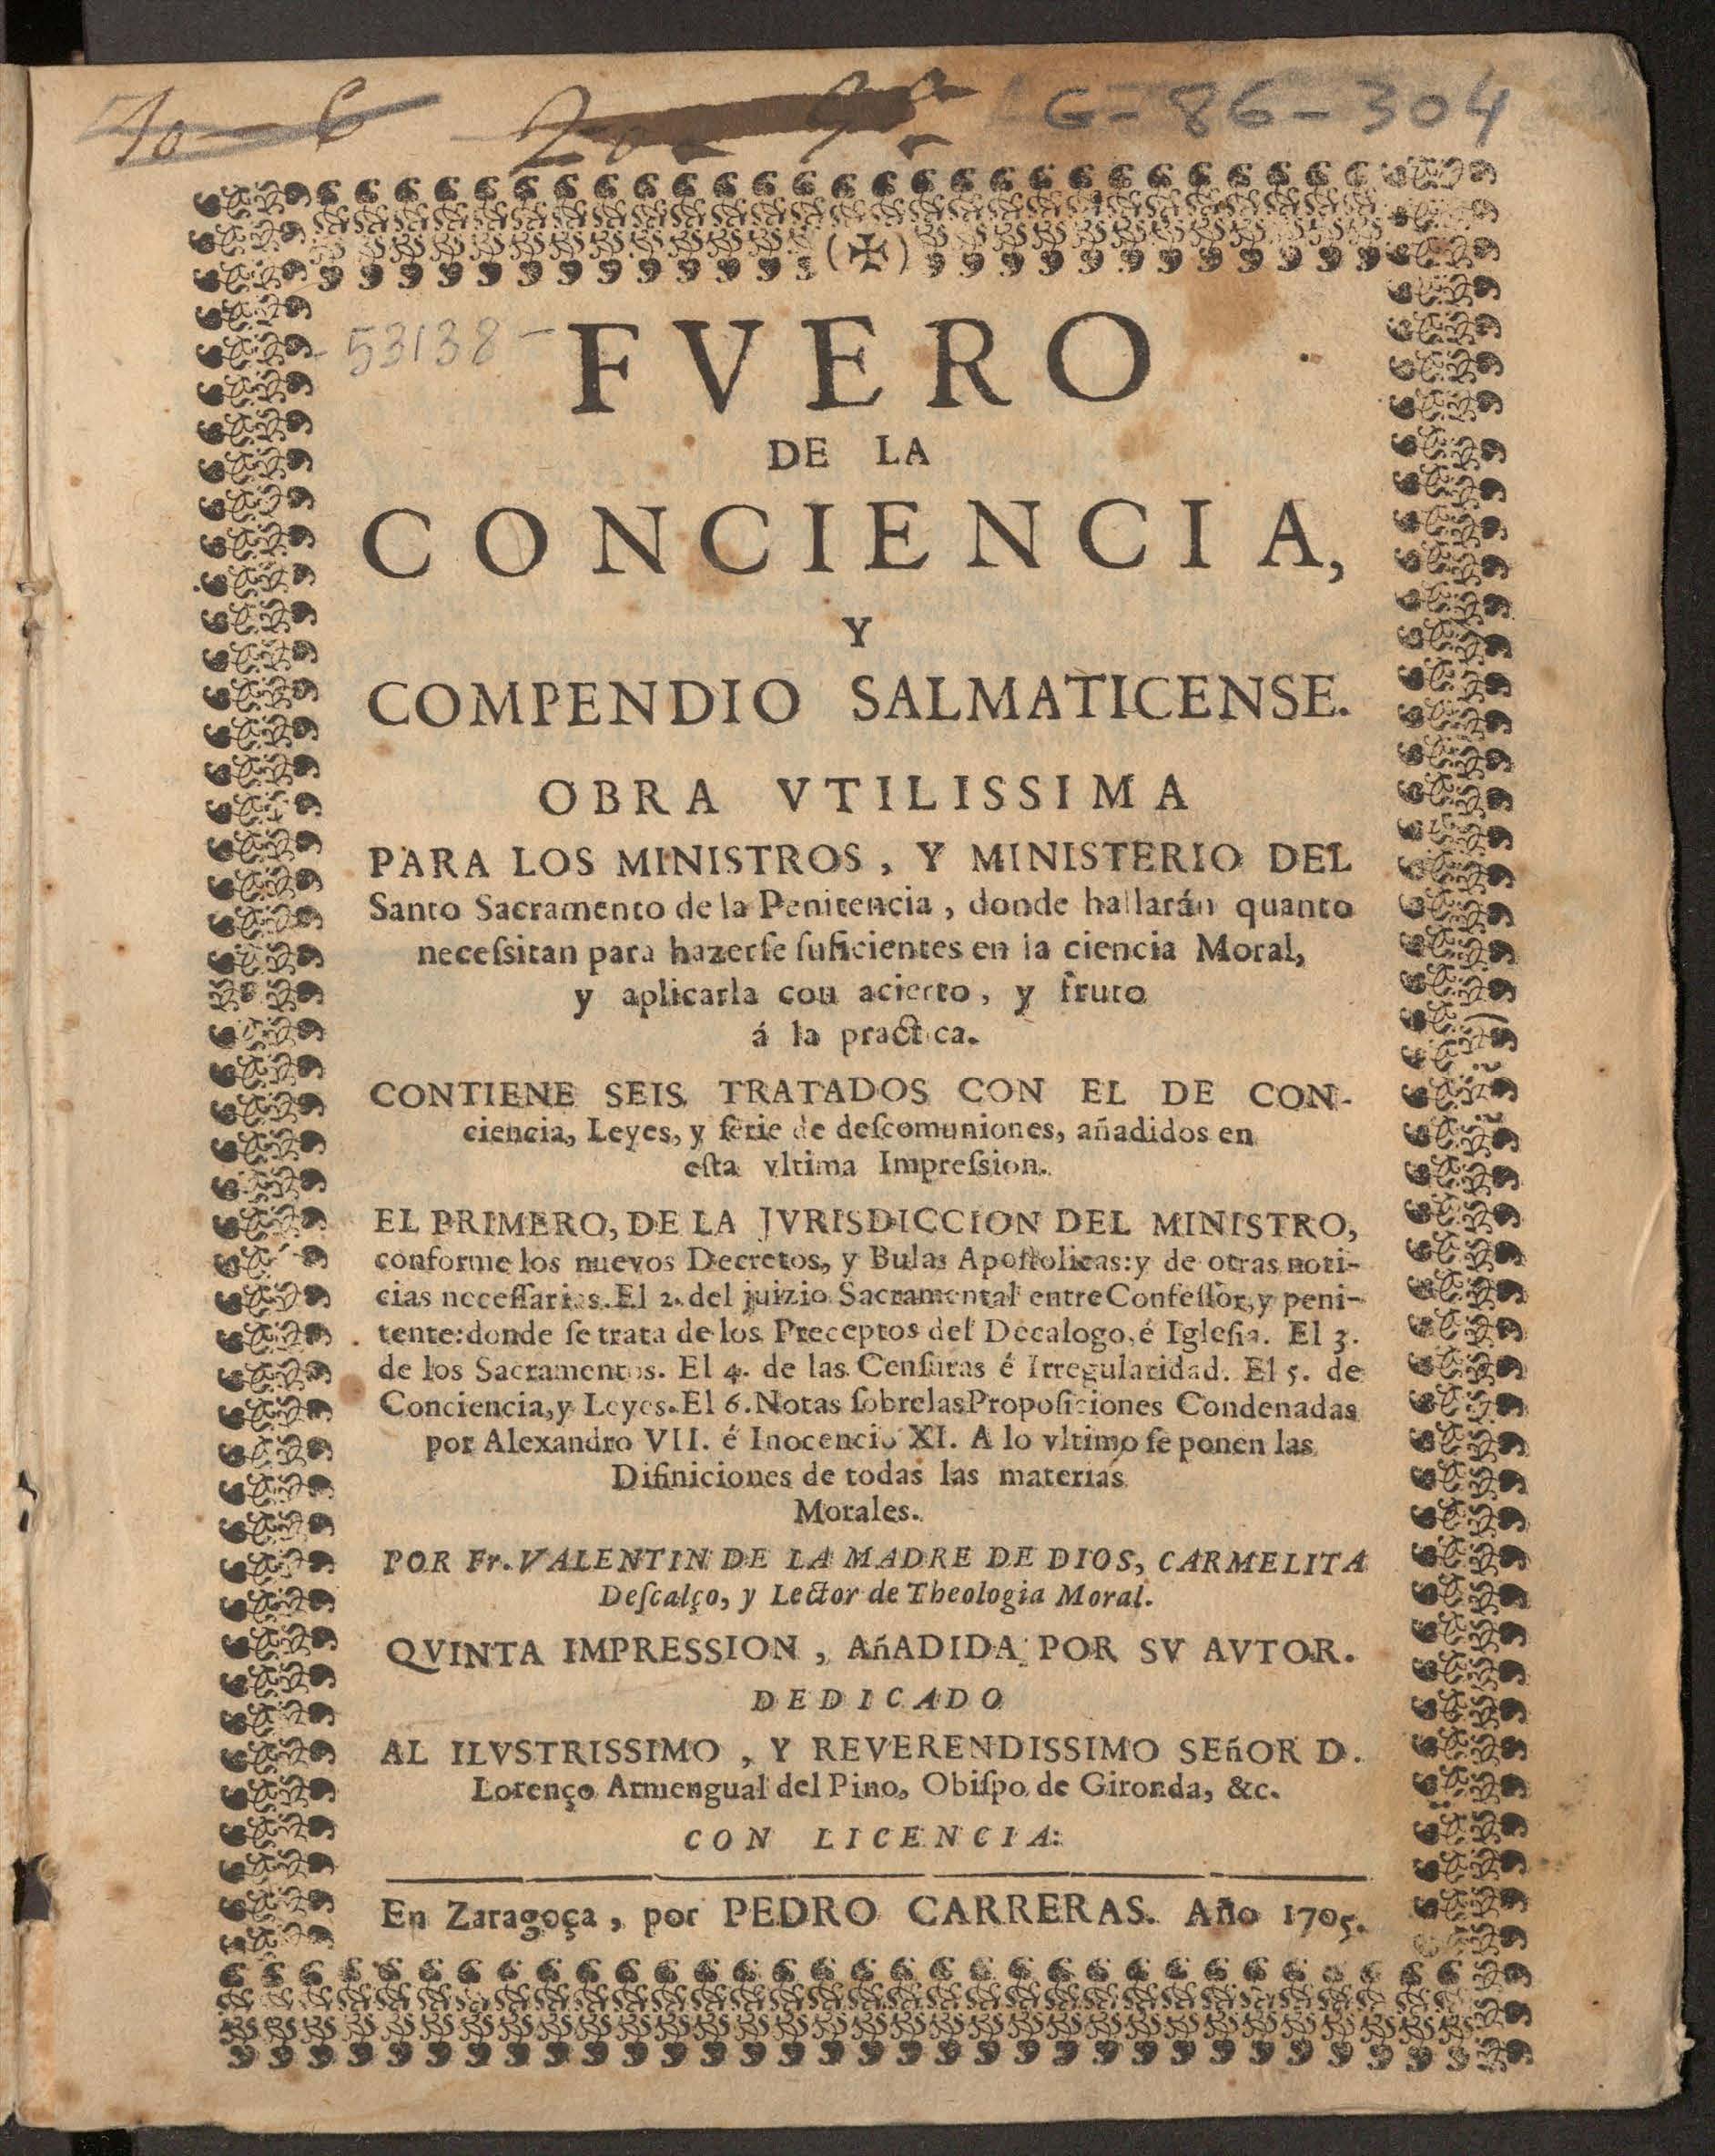 G-86-304
(✠)
53138-
FVERO
DE LA
CONCIENCIA,
Y
COMPENDIO SALMATICENSE.
OBRA VTILISSIMA
PARA LOS MINISTROS, Y MINISTERIO DEL
Santo Sacramento de la Penitencia, donde hallarán quanto
necesſitan para hazerſe ſuficientes en la ciencia Moral,
y aplicarla con acierto, y fruto
á la practica.
CONTIENE SEIS TRATADOS CON EL DE CON-
ciencia, Leyes, y ſerie de deſcomuniones, añadidos en
eſta vltima Impreſsion.
EL PRIMERO, DE LA JVRISDICCION DEL MINISTRO,
conforme los nuevos Decretos, y Bulas Apoſtolicas: y de otras noti-
cias neceſſarias. El 2. del juizio Sacramental entre Confeſſor, y peni-
tente: donde ſe trata de los Preceptos del Decalogo, é Igleſia. El 3.
de los Sacramentos. El 4. de las Cenſuras é Irregularidad. El 5. de
Conciencia, y Leyes. El 6. Notas ſobre las Propoſiciones Condenadas
por Alexandro VII. é Inocencio XI. A lo vltimo ſe ponen las
Difiniciones de todas las materias
Morales.
POR Fr. VALENTIN DE LA MADRE DE DIOS, CARMELITA
Deſcalço, y Lector de Theologia Moral.
QVINTA IMPRESSION, AñADIDA POR SV AVTOR.
DEDICADO
AL ILVSTRISSIMO, Y REVERENDISSIMO SEñOR D.
Lorenço Armengual del Pino, Obiſpo de Gironda, &c.
CON LICENCIA:
En Zaragoça, por PEDRO CARRERAS. Año 1705.